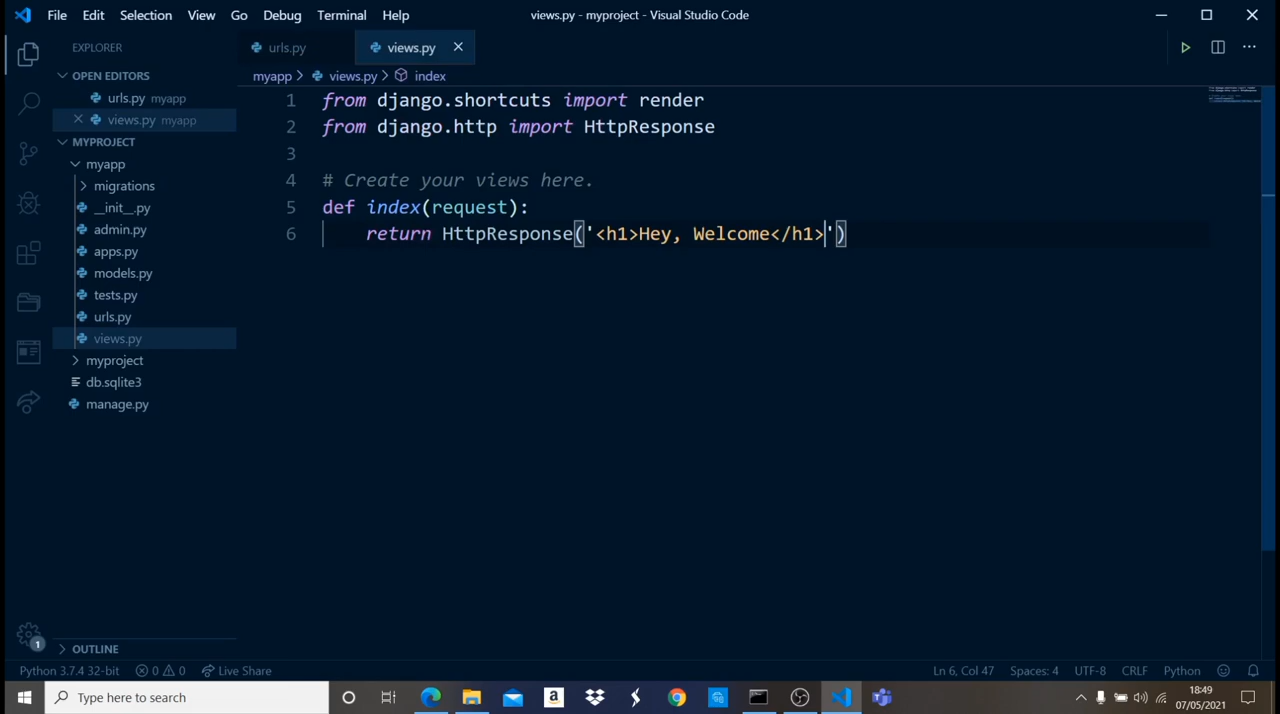 File Edit Selection View Go Debug Terminal Help views.py - myproject - Visual Studio Code
EXPLORER
OPEN EDITORS
urls.py myapp
views.py myapp
MYPROJECT
myapp
migrations
__init__.py
admin.py
apps.py
models.py
tests.py
urls.py
views.py
myproject
db.sqlite3
manage.py
OUTLINE
1
urls.py views.py
myapp > views.py > index
1 from django.shortcuts import render
2 from django.http import HttpResponse
3
4 # Create your views here.
5 def index(request):
6 return HttpResponse('<h1>Hey, Welcome</h1>')
Python 3.7.4 32-bit 0 0 Live Share Ln 6, Col 47 Spaces: 4 UTF-8 CRLF Python
Type here to search
18:49
07/05/2021